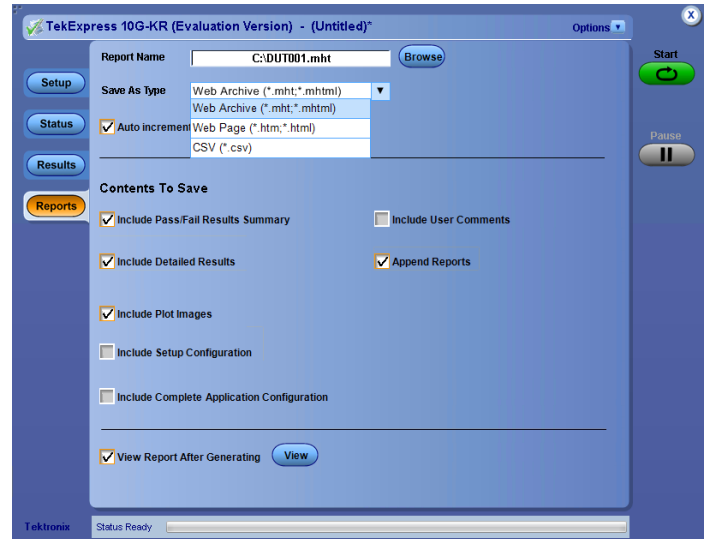 TekExpress 10G-KR (Evaluation Version) - (Untitled)*
Options
x
Start
Report Name
C:\DUT001.mht
Browse
Setup
Save As Type
Web Archive (*.mht;*.mhtml)
Web Archive (*.mht;*.mhtml)
Status
Auto increment
Web Page (*.htm;*.html)
Pause
CSV (*.csv)
Results
Contents To Save
Reports
Include Pass/Fail Results Summary
Include User Comments
Include Detailed Results
Append Reports
Include Plot Images
Include Setup Configuration
Include Complete Application Configuration
View Report After Generating
View
Tektronix
Status Ready